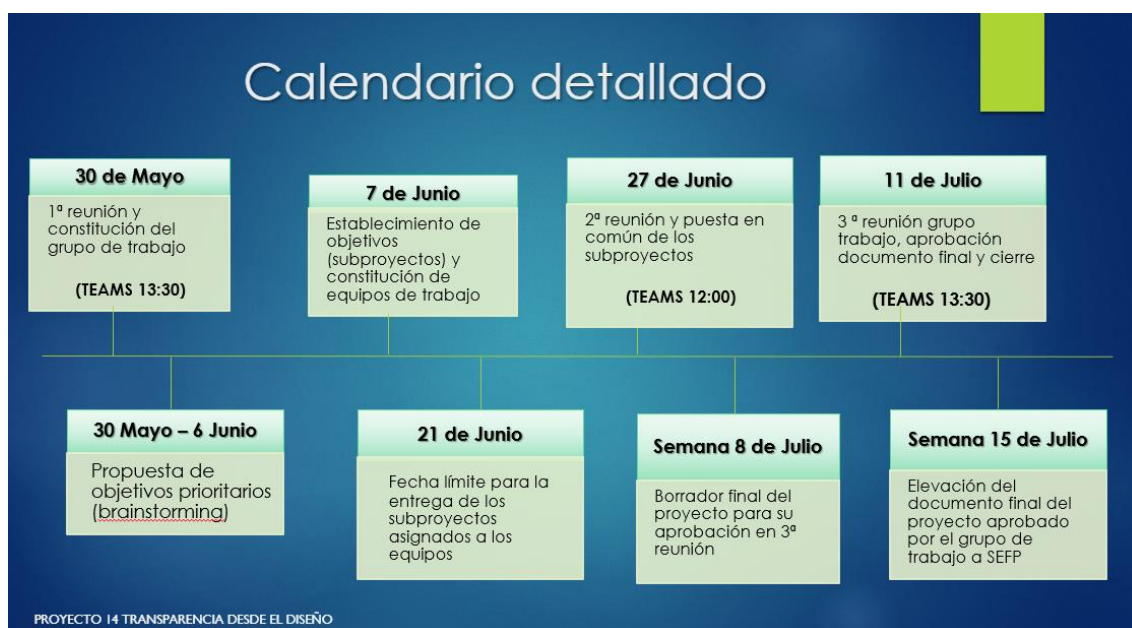 Calendario detallado
30 de Mayo
1ª reunión y
constitución del
grupo de trabajo
(TEAMS 13:30)
7 de Junio
Establecimiento de
objetivos
(subproyectos) y
constitución de
equipos de trabajo
27 de Junio
2ª reunión y puesta en
común de los
subproyectos
(TEAMS 12:00)
11 de Julio
3 ª reunión grupo
trabajo, aprobación
documento final y cierre
(TEAMS 13:30)
30 Mayo – 6 Junio
Propuesta de
objetivos prioritarios
(brainstorming)
21 de Junio
Fecha límite para la
entrega de los
subproyectos
asignados a los
equipos
Semana 8 de Julio
Borrador final del
proyecto para su
aprobación en 3ª
reunión
Semana 15 de Julio
Elevación del
documento final del
proyecto aprobado
por el grupo de
trabajo a SEFP
PROYECTO 14 TRANSPARENCIA DESDE EL DISEÑO